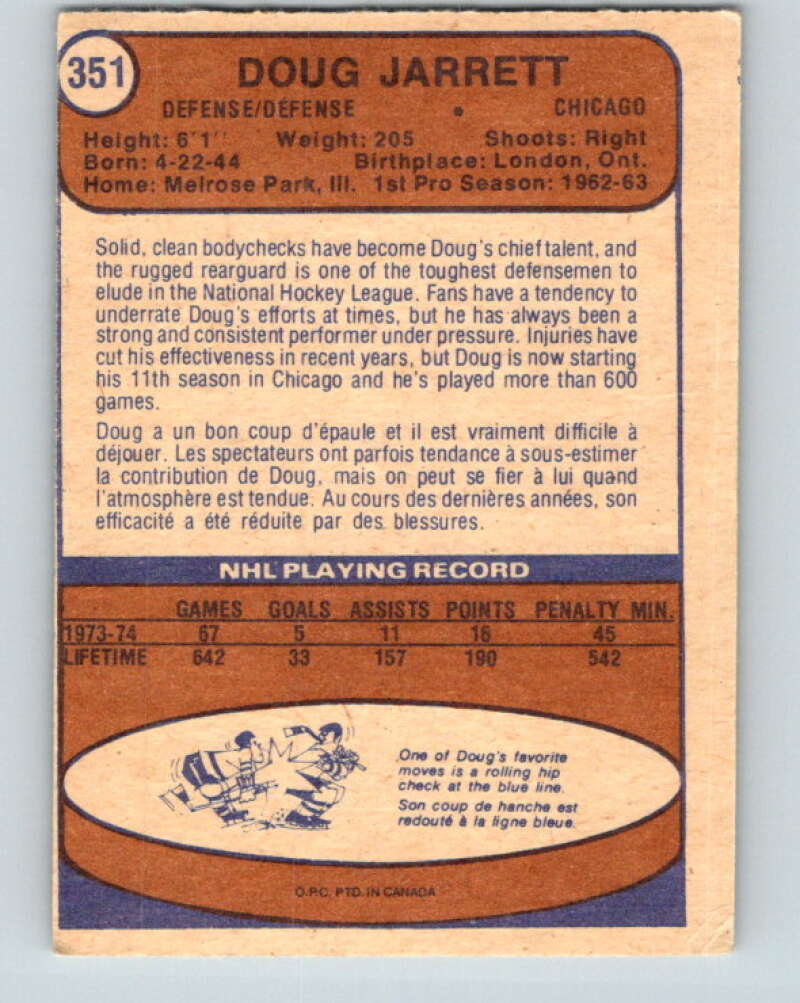 351
DOUG JARRETT
DEFENSE/DÉFENSE • CHICAGO
Height: 6'1" Weight: 205 Shoots: Right
Born: 4-22-44 Birthplace: London, Ont.
Home: Melrose Park, Ill. 1st Pro Season: 1962-63
Solid, clean bodychecks have become Doug's chief talent, and
the rugged rearguard is one of the toughest defensemen to
elude in the National Hockey League. Fans have a tendency to
underrate Doug's efforts at times, but he has always been a
strong and consistent performer under pressure. Injuries have
cut his effectiveness in recent years, but Doug is now starting
his 11th season in Chicago and he's played more than 600
games.
Doug a un bon coup d'épaule et il est vraiment difficile à
déjouer. Les spectateurs ont parfois tendance à sous-estimer
la contribution de Doug, mais on peut se fier à lui quand
l'atmosphère est tendue. Au cours des dernières années, son
efficacité a été réduite par des blessures.
NHL PLAYING RECORD
GAMES GOALS ASSISTS POINTS PENALTY MIN.
1973-74 67 5 11 16 45
LIFETIME 642 33 157 190 542
One of Doug's favorite
moves is a rolling hip
check at the blue line.
Son coup de hanche est
redouté à la ligne bleue.
O.P.C. PTD. IN CANADA